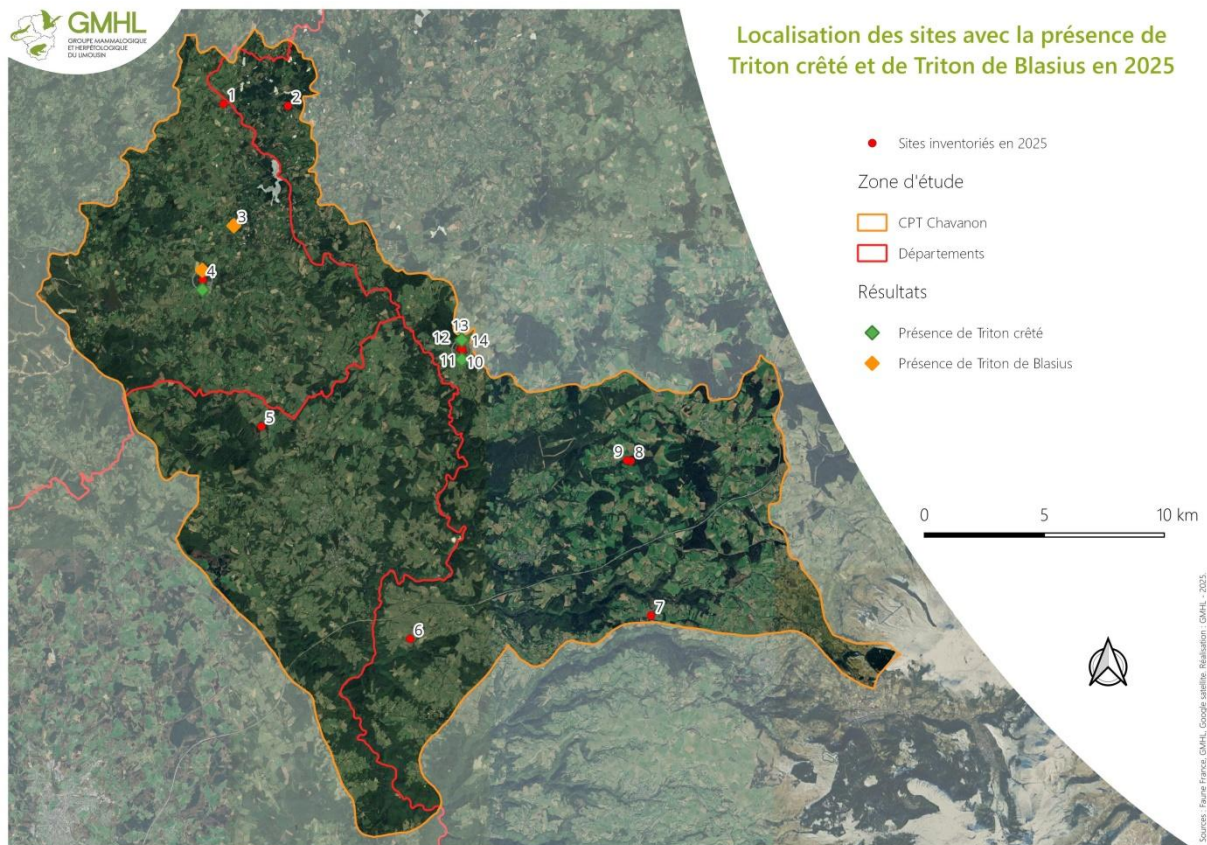 GMHL
GROUPE MAMMALOGIQUE
ET HERPÉTOLOGIQUE
DU LIMOUSIN
Localisation des sites avec la présence de
Triton crêté et de Triton de Blasius en 2025
Sites inventoriés en 2025
Zone d'étude
CPT Chavanon
Départements
Résultats
Présence de Triton crêté
Présence de Triton de Blasius
0 5 10 km
1
2
3
4
13
12
14
11
10
5
9
8
7
6
Sources : Faune France, GMHL, Google satellite. Réalisation : GMHL - 2025.